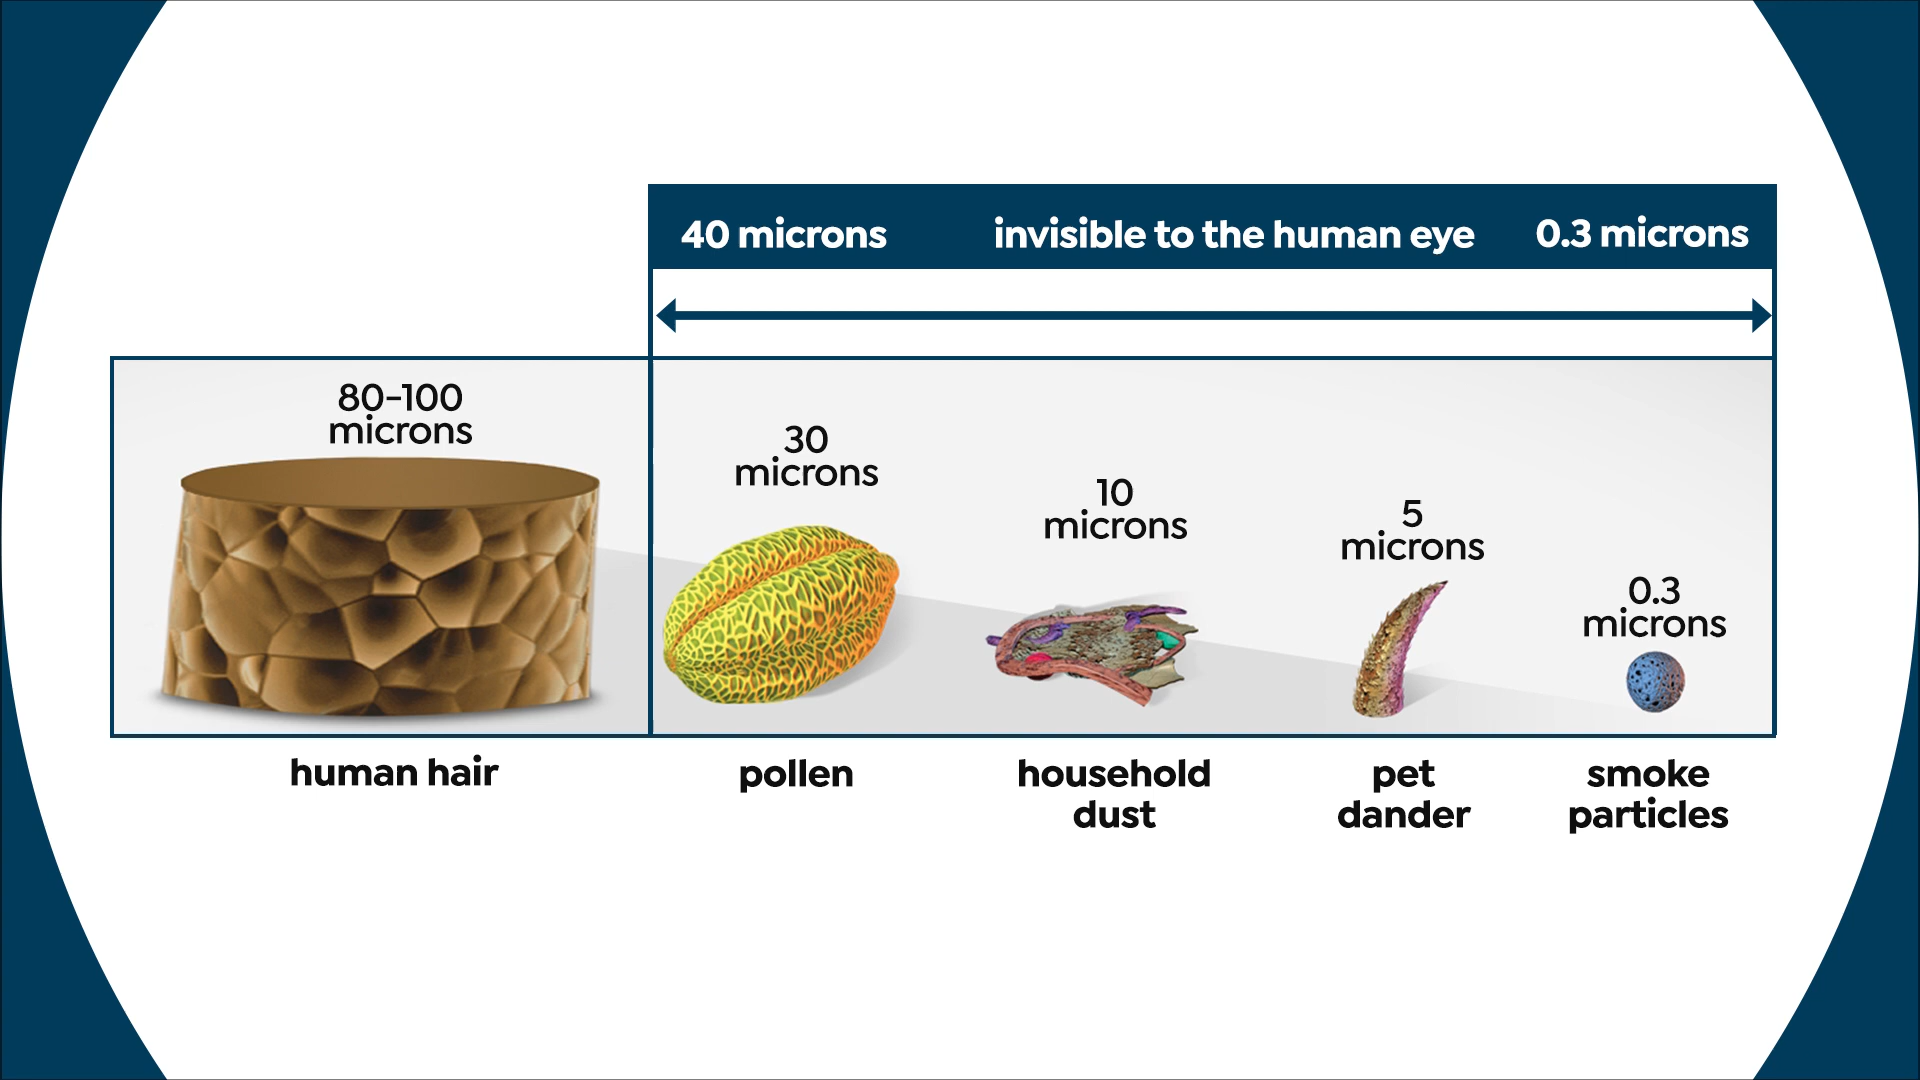 40 microns invisible to the human eye 0.3 microns
80-100
microns
30
microns
10
microns
5
microns
0.3
microns
human hair
pollen
household
dust
pet
dander
smoke
particles